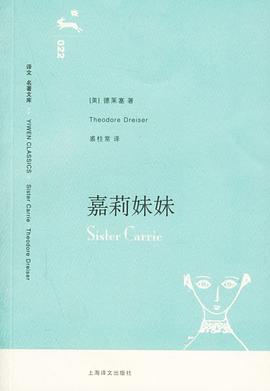 022
译文 名著文库
YIWEN CLASSICS
Sister Carrie
Theodore Dreiser
[美] 德莱塞 著
Theodore Dreiser
裘柱常 译
嘉莉妹妹
Sister Carrie
上海译文出版社